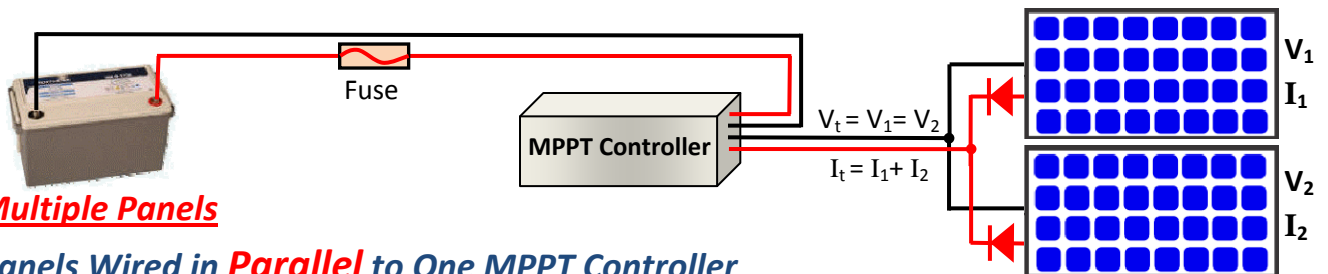 V₁
I₁
Fuse
MPPT Controller
Vₜ = V₁= V₂
Iₜ = I₁+ I₂
V₂
I₂
Multiple Panels
Panels Wired in Parallel to One MPPT Controller